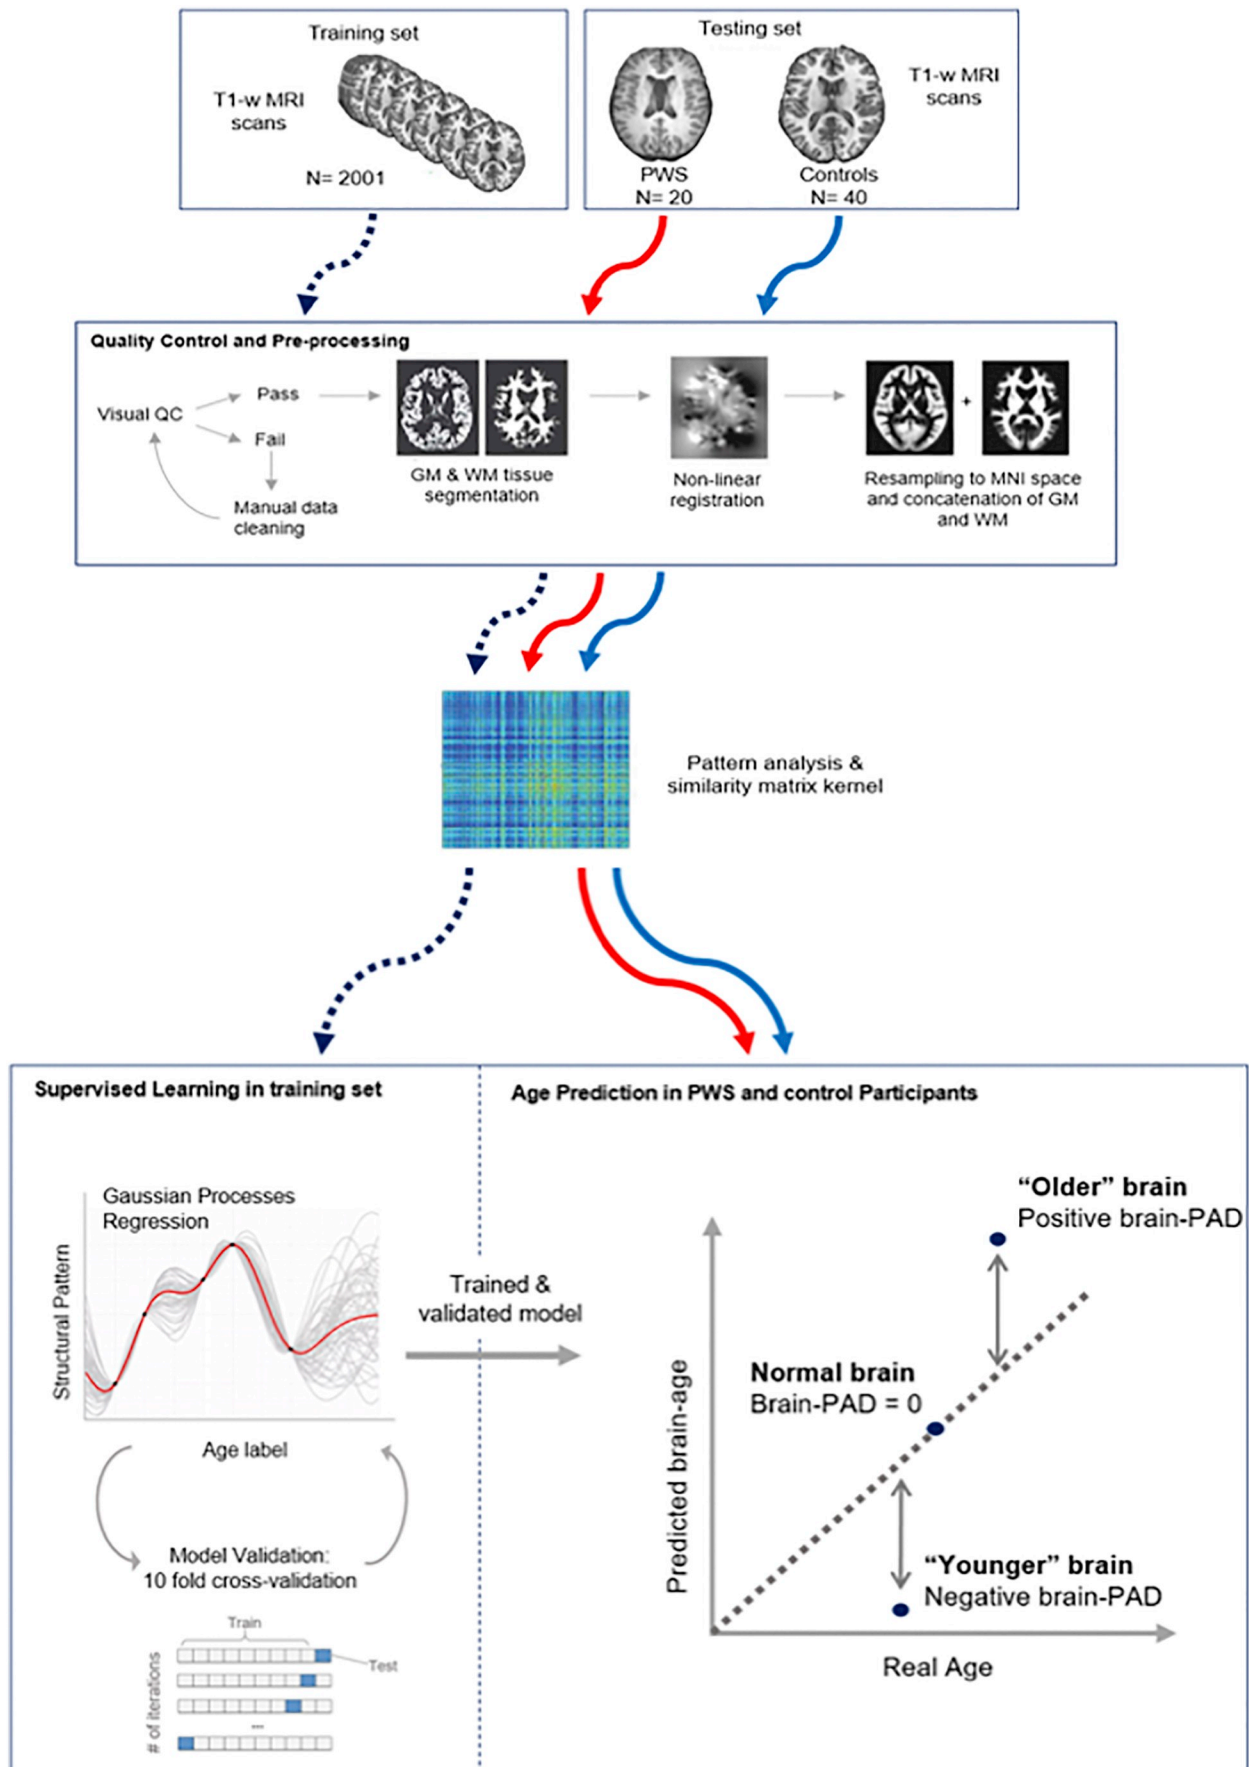 Training set
T1-w MRI
scans
N= 2001
Testing set
T1-w MRI
scans
PWS
N= 20
Controls
N= 40
Quality Control and Pre-processing
Visual QC
Pass
Fail
Manual data
cleaning
GM & WM tissue
segmentation
Non-linear
registration
+
Resampling to MNI space
and concatenation of GM
and WM
Pattern analysis &
similarity matrix kernel
Supervised Learning in training set
Gaussian Processes
Regression
Structural Pattern
Age label
Model Validation:
10 fold cross-validation
Train
Test
# of iterations
...
Trained &
validated model
Age Prediction in PWS and control Participants
“Older” brain
Positive brain-PAD
Normal brain
Brain-PAD = 0
“Younger” brain
Negative brain-PAD
Predicted brain-age
Real Age